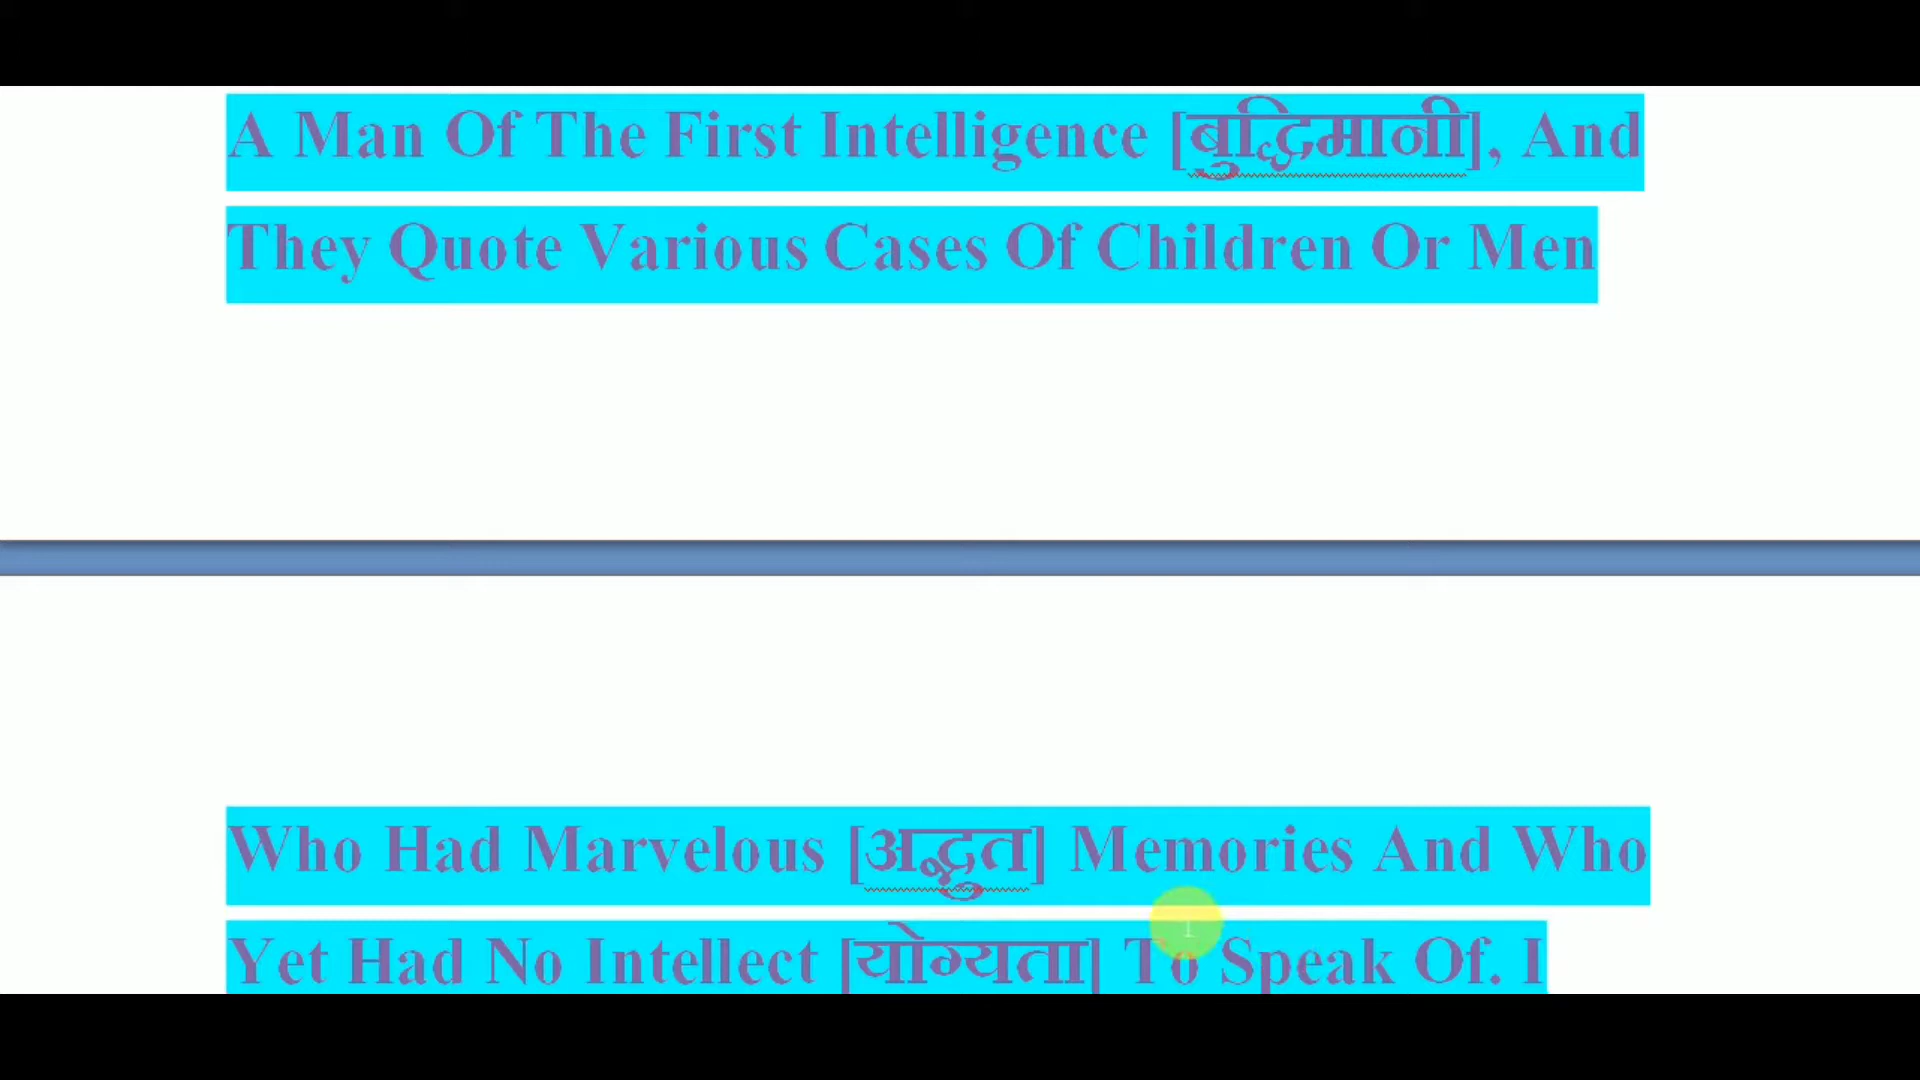 A Man Of The First Intelligence [बुद्धिमानी], And
They Quote Various Cases Of Children Or Men
Who Had Marvelous [अद्भुत] Memories And Who
Yet Had No Intellect [योग्यता] To Speak Of. I